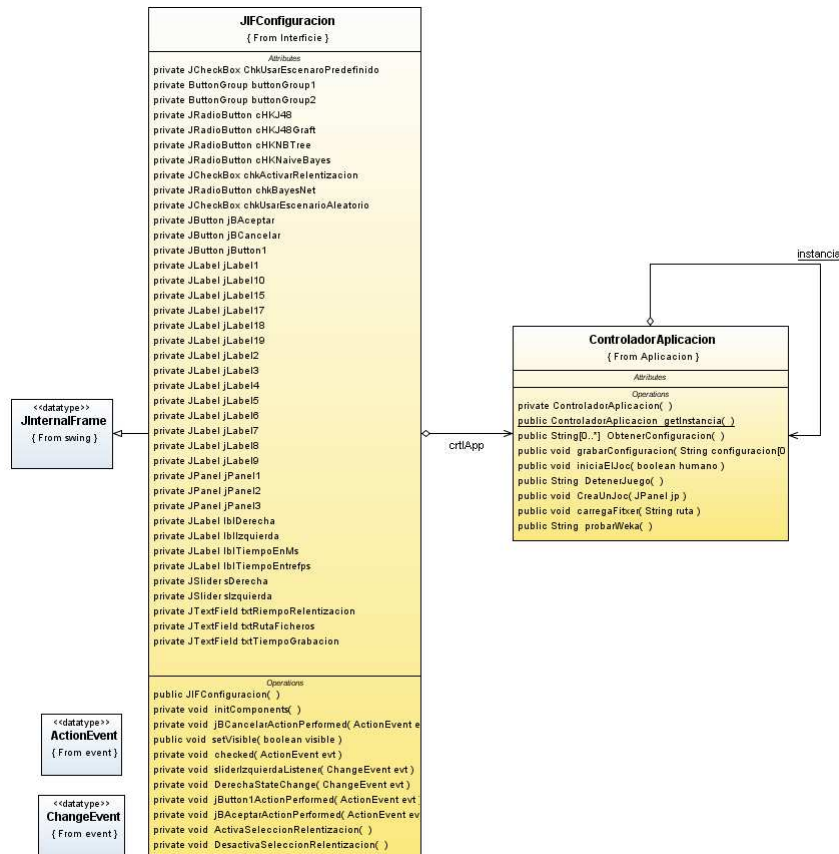 JIFConfiguracion
{ From Interficie }
Attributes
private JCheckBox ChkUsarEscenaroPredefinido
private ButtonGroup buttonGroup1
private ButtonGroup buttonGroup2
private JRadioButton cHKJ48
private JRadioButton cHKJ48Graft
private JRadioButton cHKNBTree
private JRadioButton cHKNaiveBayes
private JCheckBox chkActivarRelentizacion
private JRadioButton chkBayesNet
private JCheckBox chkUsarEscenarioAleatorio
private JButton jBAceptar
private JButton jBCancelar
private JButton jButton1
private JLabel jLabel1
private JLabel jLabel10
private JLabel jLabel15
private JLabel jLabel17
private JLabel jLabel18
private JLabel jLabel19
private JLabel jLabel2
private JLabel jLabel3
private JLabel jLabel4
private JLabel jLabel5
private JLabel jLabel6
private JLabel jLabel7
private JLabel jLabel8
private JLabel jLabel9
private JPanel jPanel1
private JPanel jPanel2
private JPanel jPanel3
private JLabel lblDerecha
private JLabel lblIzquierda
private JLabel lblTiempoEnMs
private JLabel lblTiempoEntrefps
private JSlider sDerecha
private JSlider sIzquierda
private JTextField txtRiempoRelentizacion
private JTextField txtRutaFicheros
private JTextField txtTiempoGrabacion
Operations
public JIFConfiguracion( )
private void initComponents( )
private void jBCancelarActionPerformed( ActionEvent e
public void setVisible( boolean visible )
private void checked( ActionEvent evt )
private void sliderIzquierdaListener( ChangeEvent evt )
private void DerechaStateChange( ChangeEvent evt )
private void jButton1ActionPerformed( ActionEvent evt )
private void jBAceptarActionPerformed( ActionEvent ev
private void ActivaSeleccionRelentizacion( )
private void DesactivaSeleccionRelentizacion( )
<<datatype>>
JInternalFrame
{ From swing }
<<datatype>>
ActionEvent
{ From event }
<<datatype>>
ChangeEvent
{ From event }
crtlApp
instancia
ControladorAplicacion
{ From Aplicacion }
Attributes
Operations
private ControladorAplicacion( )
public ControladorAplicacion getInstancia( )
public String[0..*] ObtenerConfiguracion( )
public void grabarConfiguracion( String configuracion[0
public void iniciaElJoc( boolean humano )
public String DetenerJuego( )
public void CreaUnJoc( JPanel jp )
public void carregaFitxer( String ruta )
public String probarWeka( )